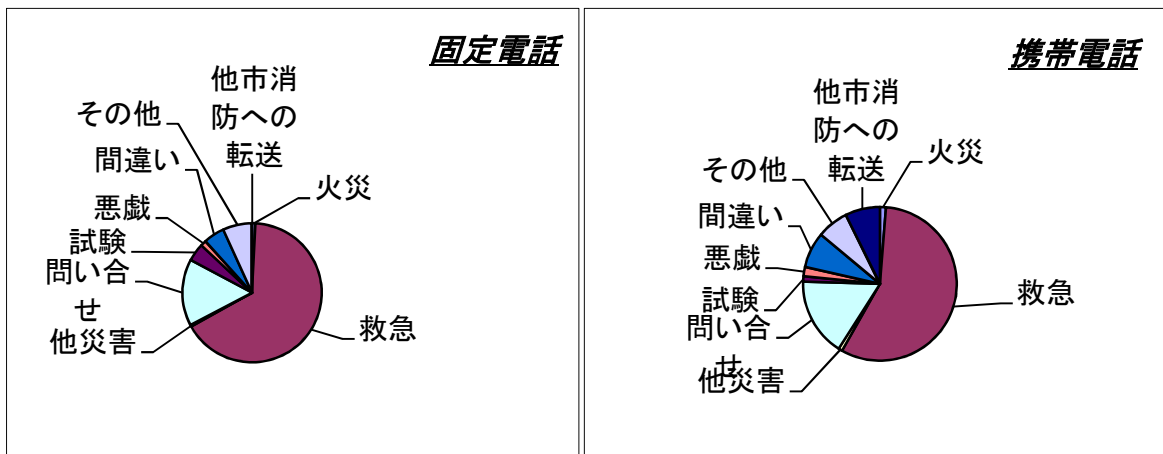 固定電話
他市消
防への
転送
その他
間違い
悪戯
試験
問い合
せ
他災害
火災
救急
携帯電話
他市消
防への
転送
その他
間違い
悪戯
試験
問い合
せ
他災害
火災
救急